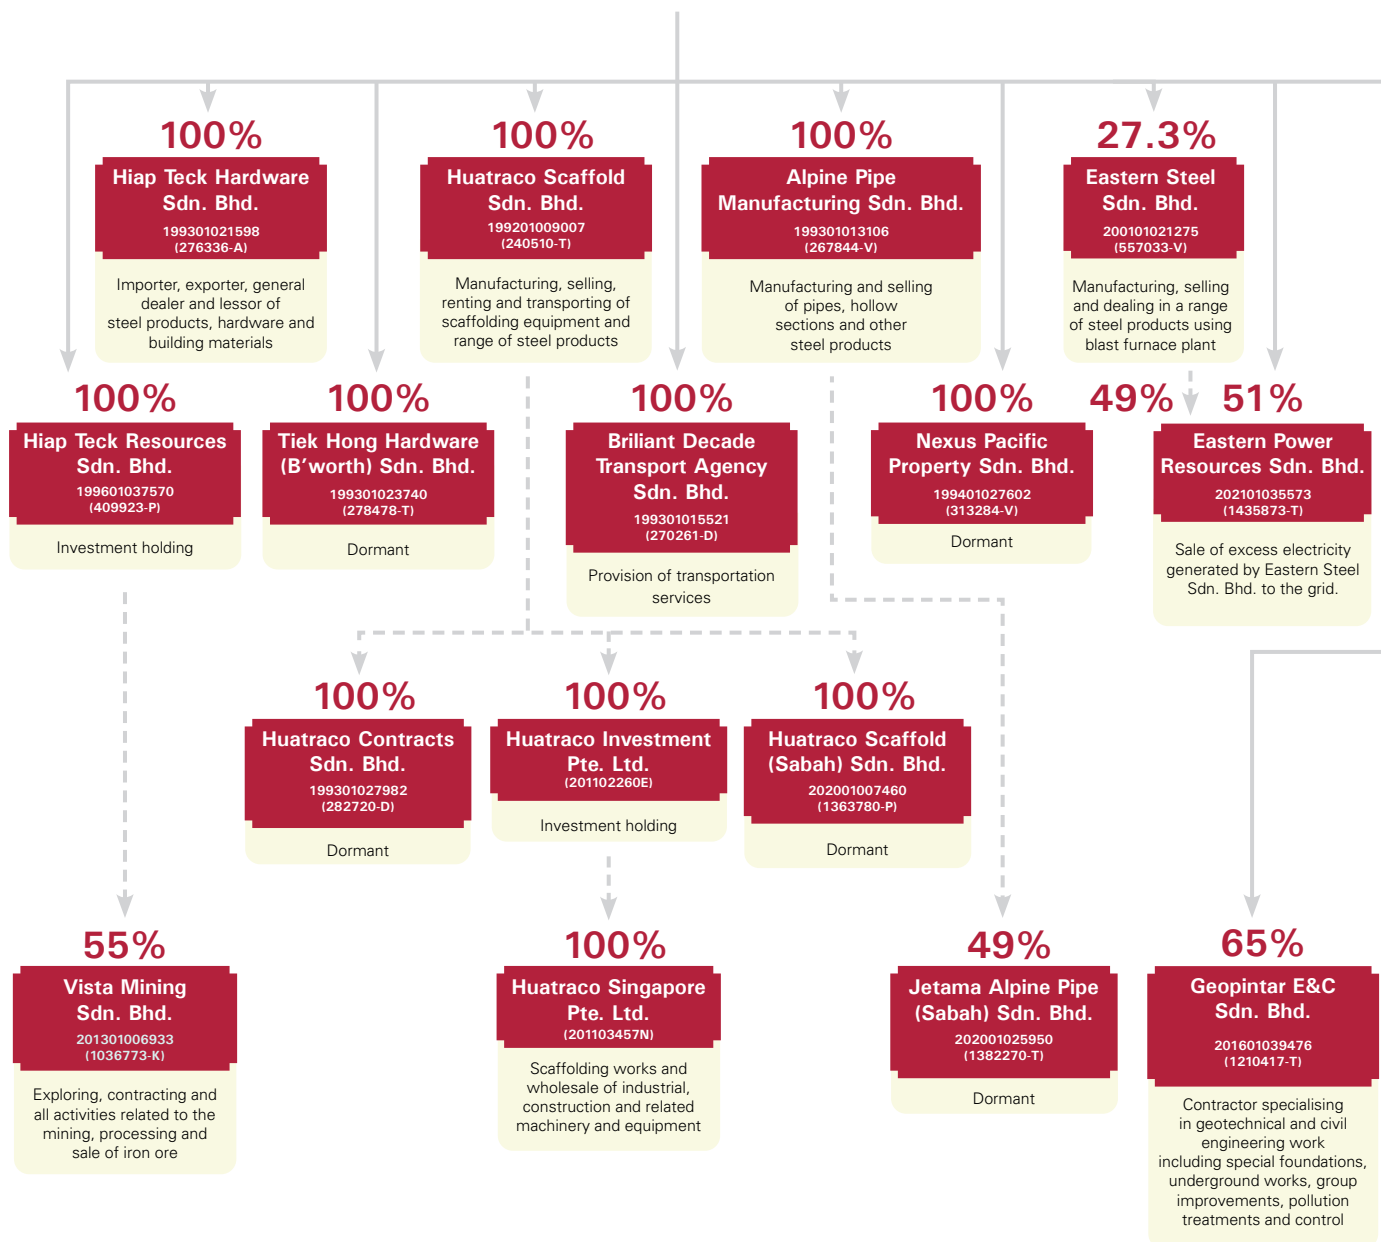 100%
Hiap Teck Hardware
Sdn. Bhd.
199301021598
(276336-A)
Importer, exporter, general
dealer and lessor of
steel products, hardware and
building materials
100%
Huatraco Scaffold
Sdn. Bhd.
199201009007
(240510-T)
Manufacturing, selling,
renting and transporting of
scaffolding equipment and
range of steel products
100%
Alpine Pipe
Manufacturing Sdn. Bhd.
199301013106
(267844-V)
Manufacturing and selling
of pipes, hollow
sections and other
steel products
27.3%
Eastern Steel
Sdn. Bhd.
200101021275
(557033-V)
Manufacturing, selling
and dealing in a range
of steel products using
blast furnace plant
100%
Hiap Teck Resources
Sdn. Bhd.
199601037570
(409923-P)
Investment holding
100%
Tiek Hong Hardware
(B’worth) Sdn. Bhd.
199301023740
(278478-T)
Dormant
100%
Briliant Decade
Transport Agency
Sdn. Bhd.
199301015521
(270261-D)
Provision of transportation
services
100%
Nexus Pacific
Property Sdn. Bhd.
199401027602
(313284-V)
Dormant
49% 51%
Eastern Power
Resources Sdn. Bhd.
202101035573
(1435873-T)
Sale of excess electricity
generated by Eastern Steel
Sdn. Bhd. to the grid.
100%
Huatraco Contracts
Sdn. Bhd.
199301027982
(282720-D)
Dormant
100%
Huatraco Investment
Pte. Ltd.
(201102260E)
Investment holding
100%
Huatraco Scaffold
(Sabah) Sdn. Bhd.
202001007460
(1363780-P)
Dormant
55%
Vista Mining
Sdn. Bhd.
201301006933
(1036773-K)
Exploring, contracting and
all activities related to the
mining, processing and
sale of iron ore
100%
Huatraco Singapore
Pte. Ltd.
(201103457N)
Scaffolding works and
wholesale of industrial,
construction and related
machinery and equipment
49%
Jetama Alpine Pipe
(Sabah) Sdn. Bhd.
202001025950
(1382270-T)
Dormant
65%
Geopintar E&C
Sdn. Bhd.
201601039476
(1210417-T)
Contractor specialising
in geotechnical and civil
engineering work
including special foundations,
underground works, group
improvements, pollution
treatments and control